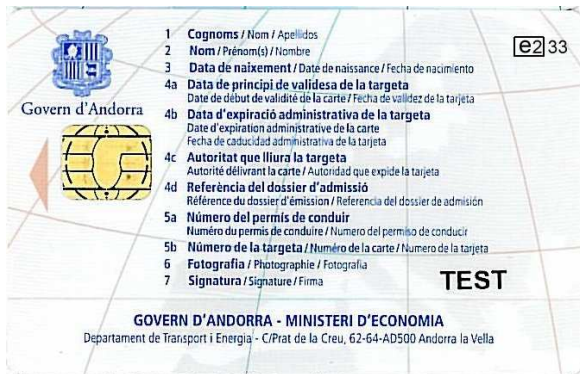 1 Cognoms / Nom / Apellidos
2 Nom / Prénom(s) / Nombre
e2 33
3 Data de naixement / Date de naissance / Fecha de nacimiento
4a Data de principi de validesa de la targeta
Date de début de validité de la carte / Fecha de validez de la tarjeta
Govern d'Andorra
4b Data d'expiració administrativa de la targeta
Date d'expiration administrative de la carte
Fecha de caducidad administrativa de la tarjeta
4c Autoritat que lliura la targeta
Autorité délivrant la carte / Autoridad que expide la tarjeta
4d Referència del dossier d'admissió
Référence du dossier d'émission / Referencia del dossier de admisión
5a Número del permís de conduir
Numéro du permis de conduire / Numero del permiso de conducir
5b Número de la targeta / Numéro de la carte / Numero de la tarjeta
6 Fotografia / Photographie / Fotografia
7 Signatura / Signature / Firma
TEST
GOVERN D'ANDORRA - MINISTERI D'ECONOMIA
Departament de Transport i Energia - C/Prat de la Creu, 62-64-AD500 Andorra la Vella